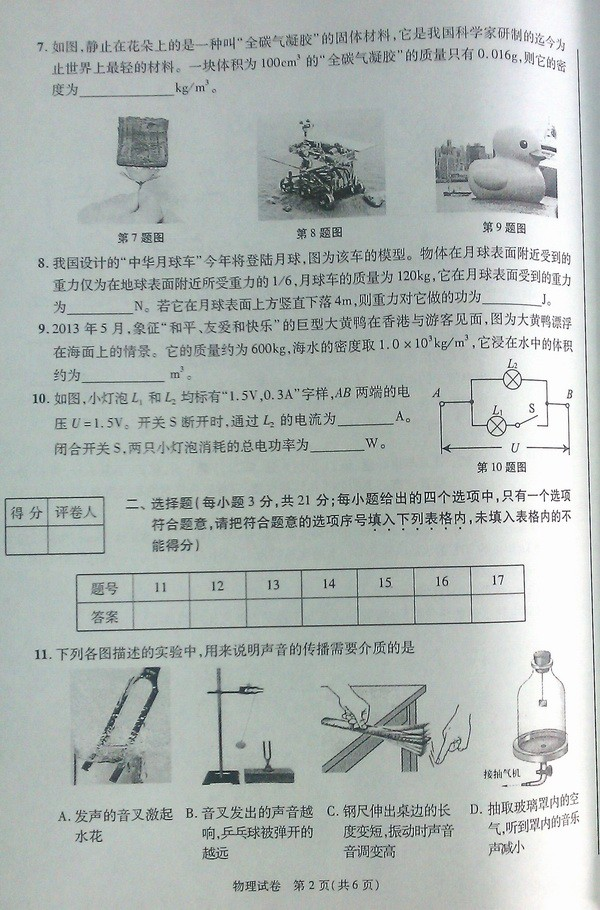 7. 如图,静止在花朵上的是一种叫“全碳气凝胶”的固体材料,它是我国科学家研制的迄今为
止世界上最轻的材料。一块体积为100cm³的“全碳气凝胶”的质量只有0.016g,则它的密
度为____________kg/m³。
第7题图
第8题图
第9题图
8. 我国设计的“中华月球车”今年将登陆月球,图为该车的模型。物体在月球表面附近受到的
重力仅为在地球表面附近所受重力的1/6,月球车的质量为120kg,它在月球表面受到的重力
为________N。若它在月球表面上方竖直下落4m,则重力对它做的功为________J。
9. 2013年5月,象征“和平、友爱和快乐”的巨型大黄鸭在香港与游客见面,图为大黄鸭漂浮
在海面上的情景。它的质量约为600kg,海水的密度取1.0×10³kg/m³,它浸在水中的体积
约为__________ m³。
10. 如图,小灯泡L₁和L₂均标有“1.5V,0.3A”字样,AB两端的电
压U=1.5V。开关S断开时,通过L₂的电流为________A。
闭合开关S,两只小灯泡消耗的总电功率为________W。
L₂
A
B
L₁
S
U
第10题图
得分 评卷人
二、选择题(每小题3分,共21分;每小题给出的四个选项中,只有一个选项
符合题意,请把符合题意的选项序号填入下列表格内,未填入表格内的不
能得分)
题号 11 12 13 14 15 16 17
答案
11. 下列各图描述的实验中,用来说明声音的传播需要介质的是
接抽气机
A. 发声的音叉激起
水花
B. 音叉发出的声音越
响,乒乓球被弹开的
越远
C. 钢尺伸出桌边的长
度变短,振动时声音
音调变高
D. 抽取玻璃罩内的空
气,听到罩内的音乐
声减小
物理试卷 第2页(共6页)